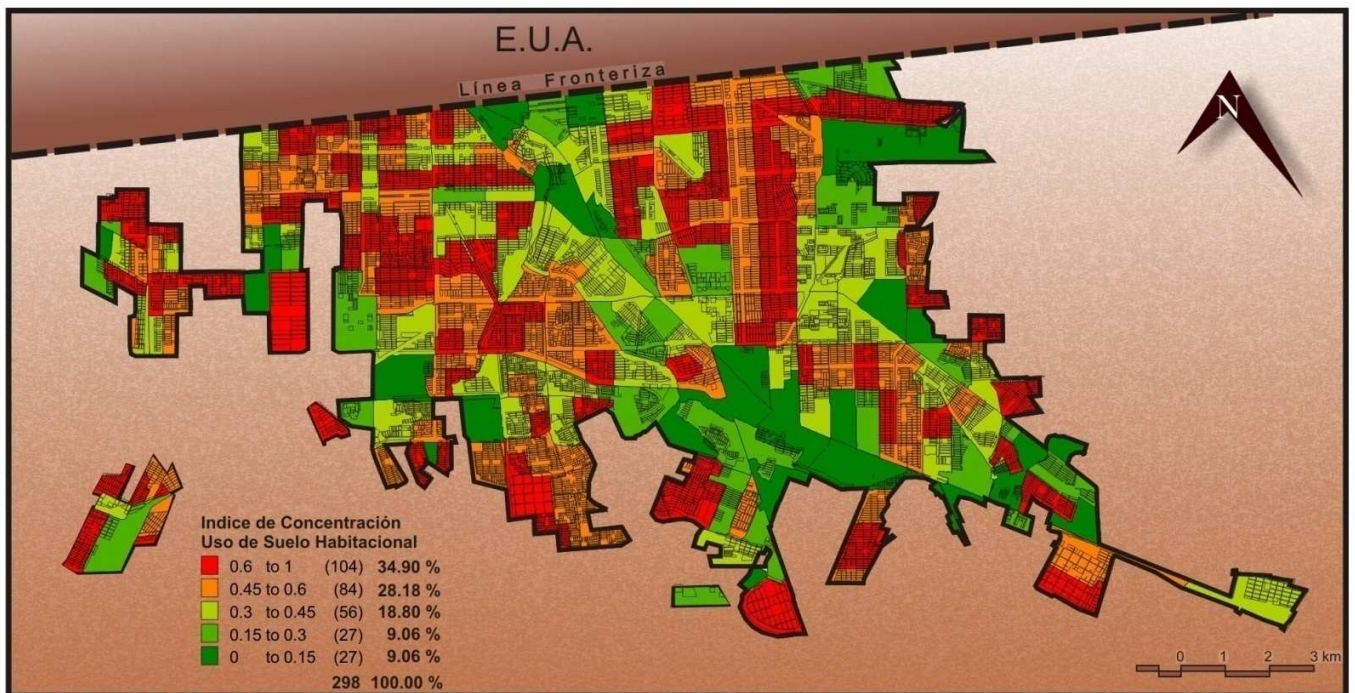 E.U.A.
Línea Fronteriza
N
Indice de Concentración
Uso de Suelo Habitacional
0.6 to 1 (104) 34.90 %
0.45 to 0.6 (84) 28.18 %
0.3 to 0.45 (56) 18.80 %
0.15 to 0.3 (27) 9.06 %
0 to 0.15 (27) 9.06 %
298 100.00 %
0 1 2 3 km